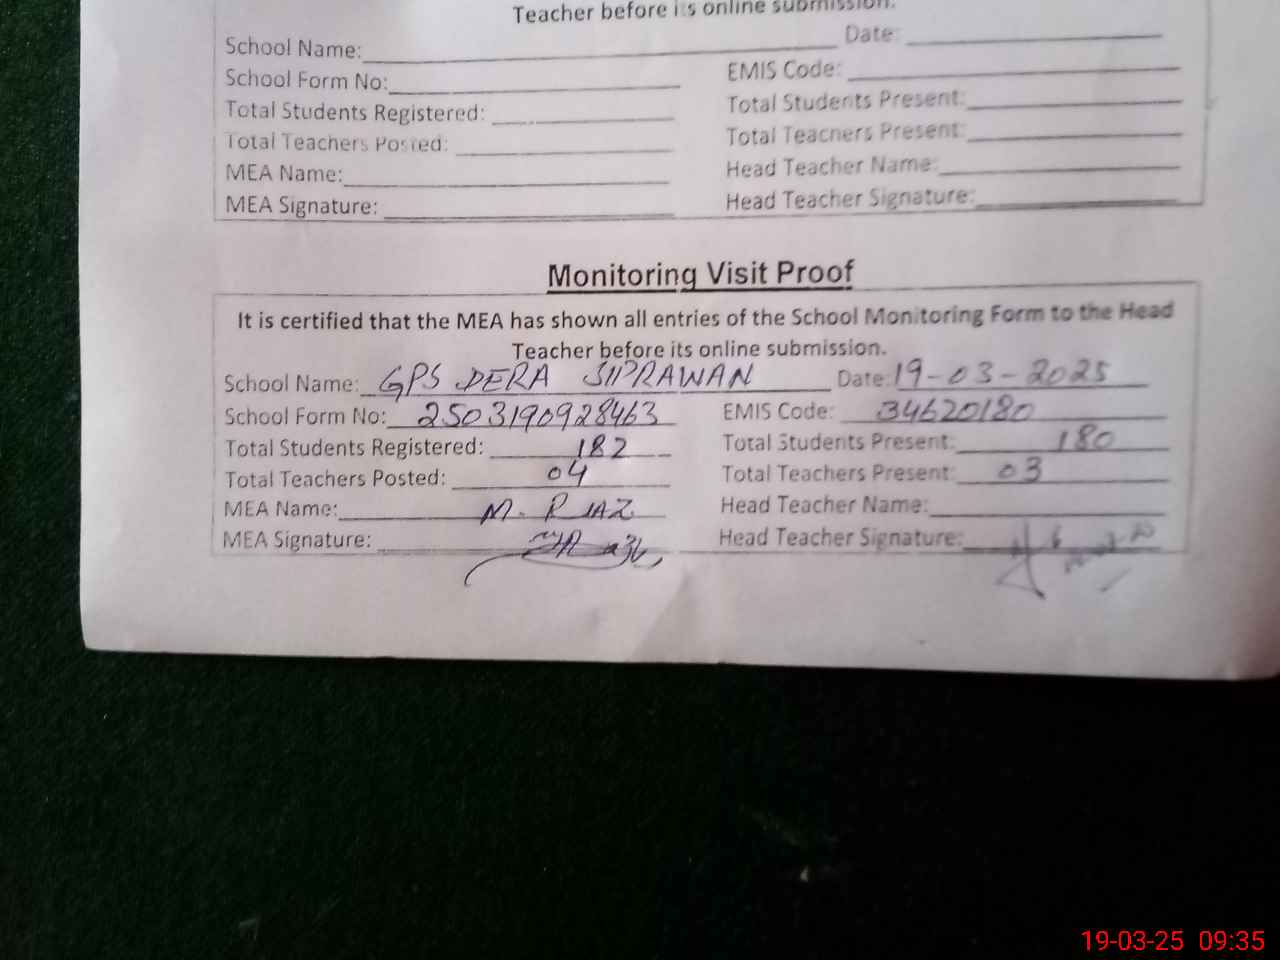 Teacher before its online submission.
School Name: Date:
School Form No: EMIS Code:
Total Students Registered: Total Students Present:
Total Teachers Posted: Total Teachers Present:
MEA Name: Head Teacher Name:
MEA Signature: Head Teacher Signature:
Monitoring Visit Proof
It is certified that the MEA has shown all entries of the School Monitoring Form to the Head
Teacher before its online submission.
School Name: GPS DERA SIPRAWAN Date: 19-03-2025
School Form No: 2503190928463 EMIS Code: 34620180
Total Students Registered: 182 Total Students Present: 180
Total Teachers Posted: 04 Total Teachers Present: 03
MEA Name: M. RIAZ Head Teacher Name:
MEA Signature: Head Teacher Signature:
19-03-25 09:35